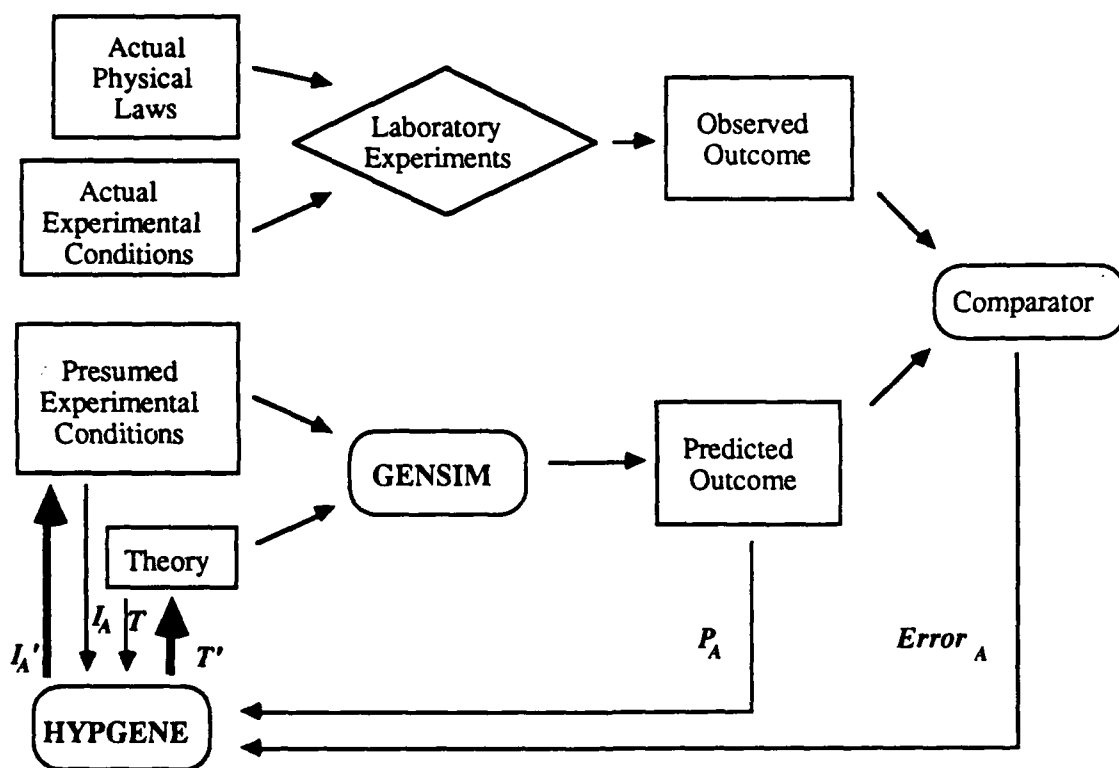 Actual
Physical
Laws
Laboratory
Experiments
Observed
Outcome
Actual
Experimental
Conditions
Comparator
Presumed
Experimental
Conditions
GENSIM
Predicted
Outcome
Theory
I_A
T
I_A'
T'
P_A
Error_A
HYPGENE